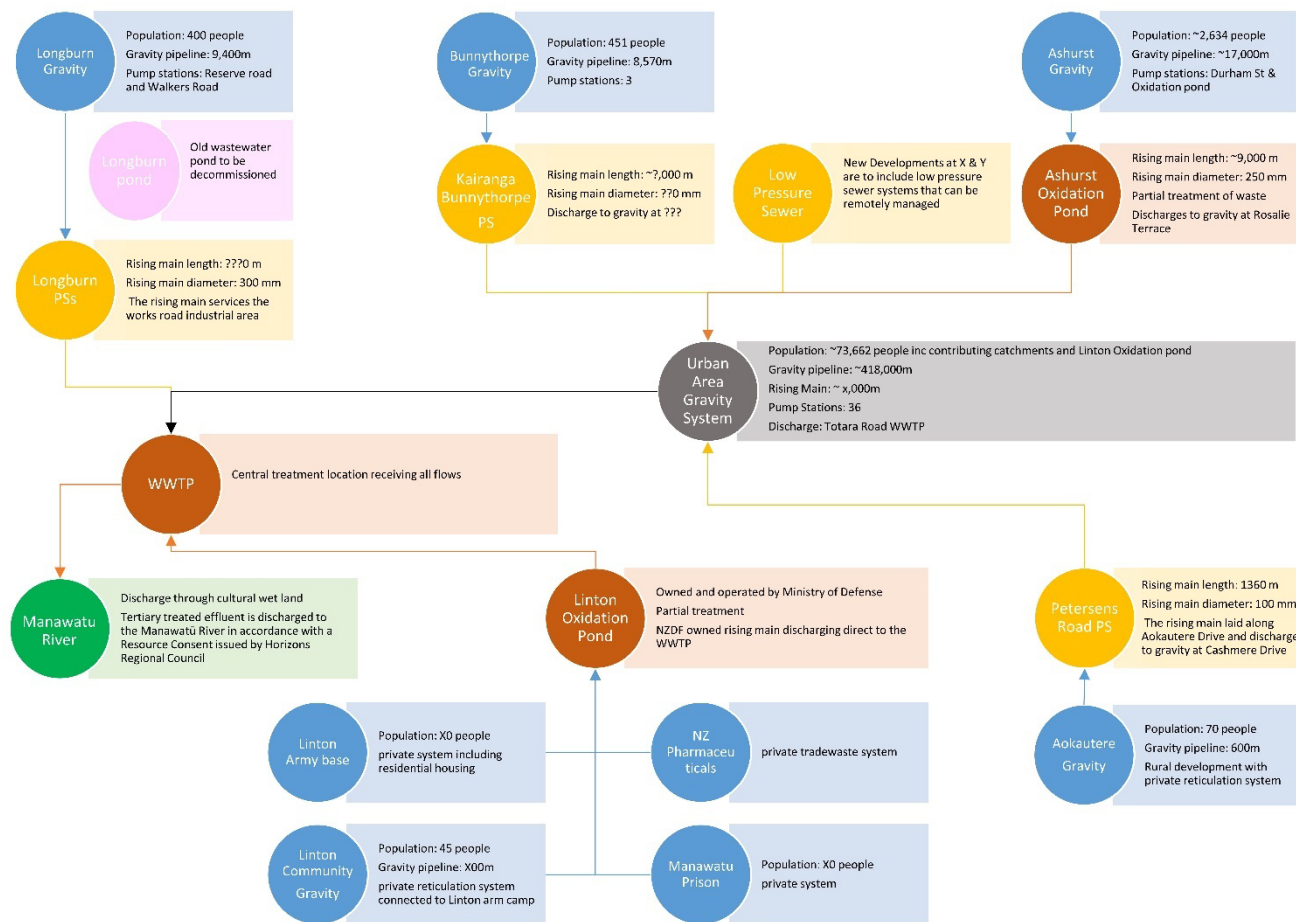 Longburn
Gravity
Population: 400 people
Gravity pipeline: 9,400m
Pump stations: Reserve road
and Walkers Road
Bunnythorpe
Gravity
Population: 451 people
Gravity pipeline: 8,570m
Pump stations: 3
Ashurst
Gravity
Population: ~2,634 people
Gravity pipeline: ~17,000m
Pump stations: Durham St &
Oxidation pond
Longburn
pond
Old wastewater
pond to be
decommissioned
Kairanga
Bunnythorpe
PS
Rising main length: ~?,000 m
Rising main diameter: ??0 mm
Discharge to gravity at ???
Low
Pressure
Sewer
New Developments at X & Y
are to include low pressure
sewer systems that can be
remotely managed
Ashurst
Oxidation
Pond
Rising main length: ~9,000 m
Rising main diameter: 250 mm
Partial treatment of waste
Discharges to gravity at Rosalie
Terrace
Longburn
PSs
Rising main length: ???0 m
Rising main diameter: 300 mm
The rising main services the
works road industrial area
Urban
Area
Gravity
System
Population: ~73,662 people inc contributing catchments and Linton Oxidation pond
Gravity pipeline: ~418,000m
Rising Main: ~ x,000m
Pump Stations: 36
Discharge: Totara Road WWTP
WWTP
Central treatment location receiving all flows
Manawatu
River
Discharge through cultural wet land
Tertiary treated effluent is discharged to
the Manawatū River in accordance with a
Resource Consent issued by Horizons
Regional Council
Linton
Oxidation
Pond
Owned and operated by Ministry of Defense
Partial treatment
NZDF owned rising main discharging direct to the
WWTP
Petersens
Road PS
Rising main length: 1360 m
Rising main diameter: 100 mm
The rising main laid along
Aokautere Drive and discharge
to gravity at Cashmere Drive
Linton
Army base
Population: X0 people
private system including
residential housing
NZ
Pharmaceu
ticals
private tradewaste system
Aokautere
Gravity
Population: 70 people
Gravity pipeline: 600m
Rural development with
private reticulation system
Linton
Community
Gravity
Population: 45 people
Gravity pipeline: X00m
private reticulation system
connected to Linton arm camp
Manawatu
Prison
Population: X0 people
private system